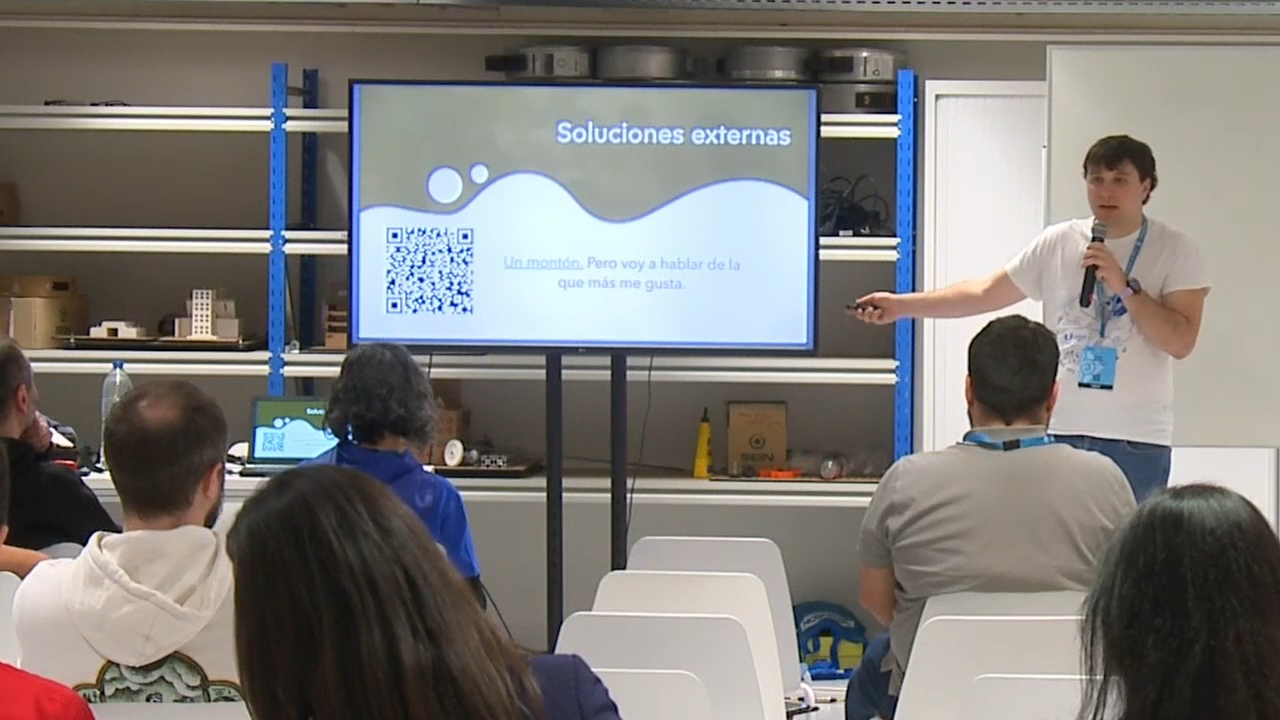 Soluciones externas
Un montón. Pero voy a hablar de la
que más me gusta.